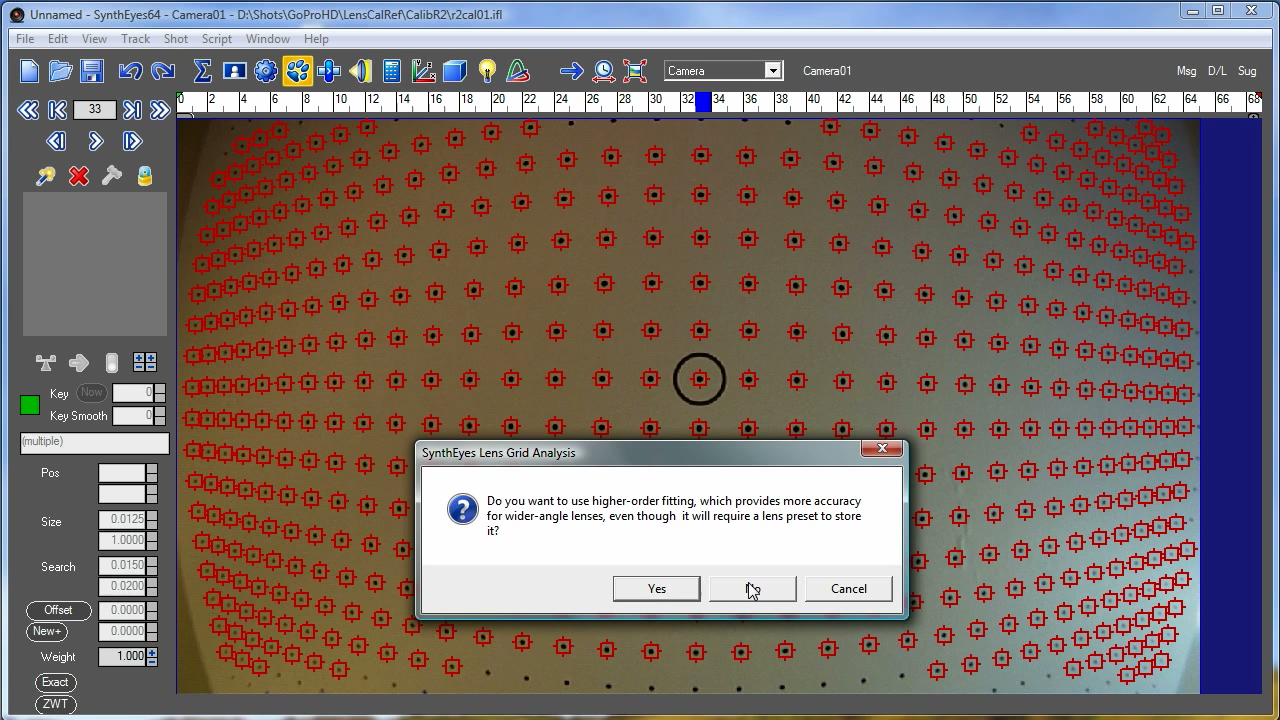 Unnamed - SynthEyes64 - Camera01 - D:\Shots\GoProHD\LensCalRef\CalibR2\r2cal01.ifl
File Edit View Track Shot Script Window Help
Camera Camera01 Msg D/L Sug
33 0 2 4 6 8 10 12 14 16 18 20 22 24 26 28 30 32 34 36 38 40 42 44 46 48 50 52 54 56 58 60 62 64 66 68
Key Now 0
Key Smooth 0
(multiple)
Pos
Size 0.0125
1.0000
Search 0.0150
0.0200
Offset 0.0000
New+ 0.0000
Weight 1.000
Exact
ZWT
SynthEyes Lens Grid Analysis
Do you want to use higher-order fitting, which provides more accuracy
for wider-angle lenses, even though it will require a lens preset to store
it?
Yes Cancel